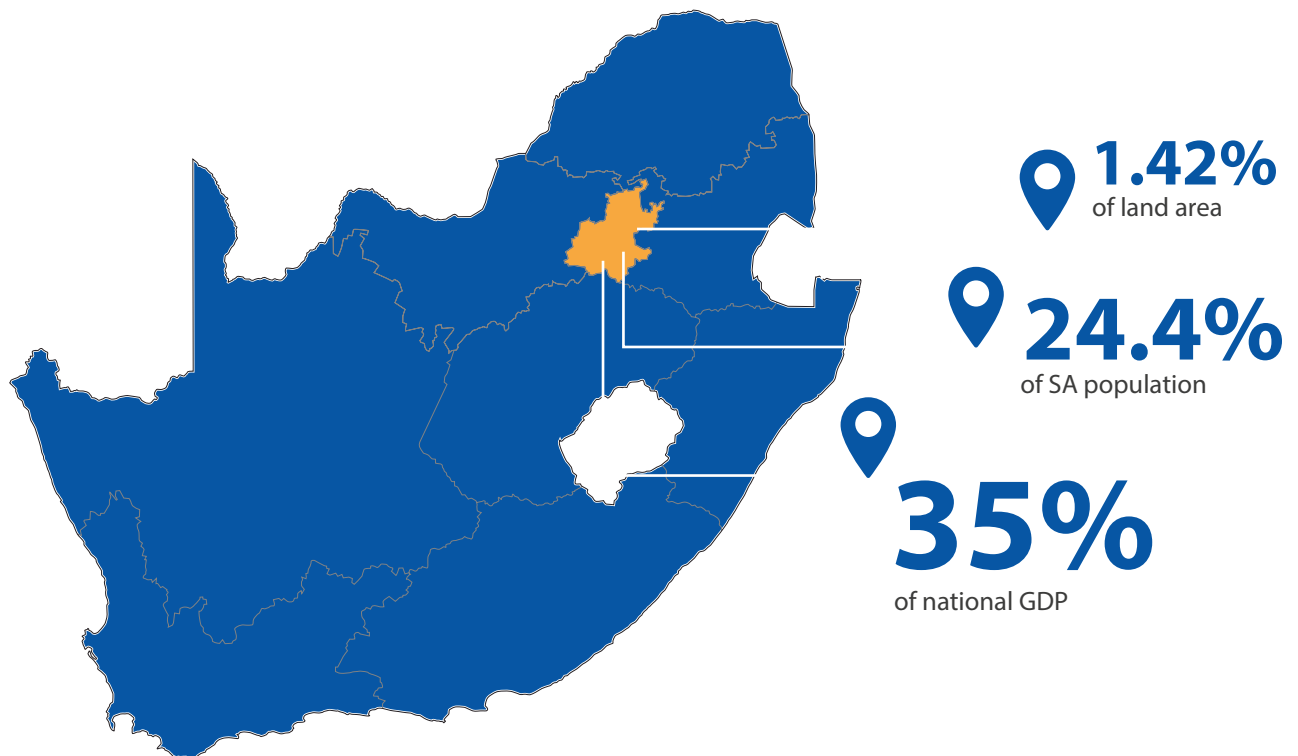 1.42%
of land area
24.4%
of SA population
35%
of national GDP